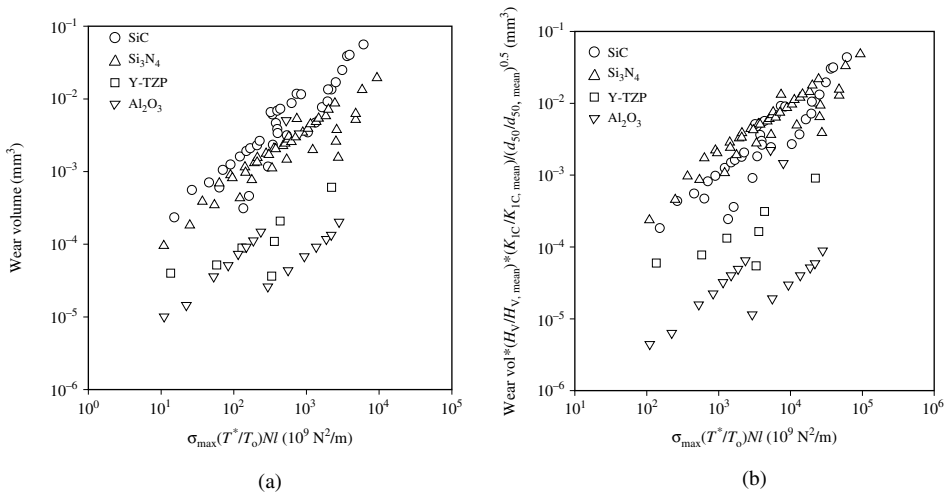 10⁻¹
10⁻²
10⁻³
10⁻⁴
10⁻⁵
10⁻⁶
Wear volume (mm³)
SiC
Si₃N₄
Y-TZP
Al₂O₃
10⁰ 10¹ 10² 10³ 10⁴ 10⁵
σmax(T*/To)Nl (10⁹ N²/m)
(a)
10⁻¹
10⁻²
10⁻³
10⁻⁴
10⁻⁵
10⁻⁶
Wear vol*(HV/HV, mean)*(K1C/K1C, mean)/(d50/d50, mean)⁰·⁵ (mm³)
SiC
Si₃N₄
Y-TZP
Al₂O₃
10¹ 10² 10³ 10⁴ 10⁵ 10⁶
σmax(T*/To)Nl (10⁹ N²/m)
(b)